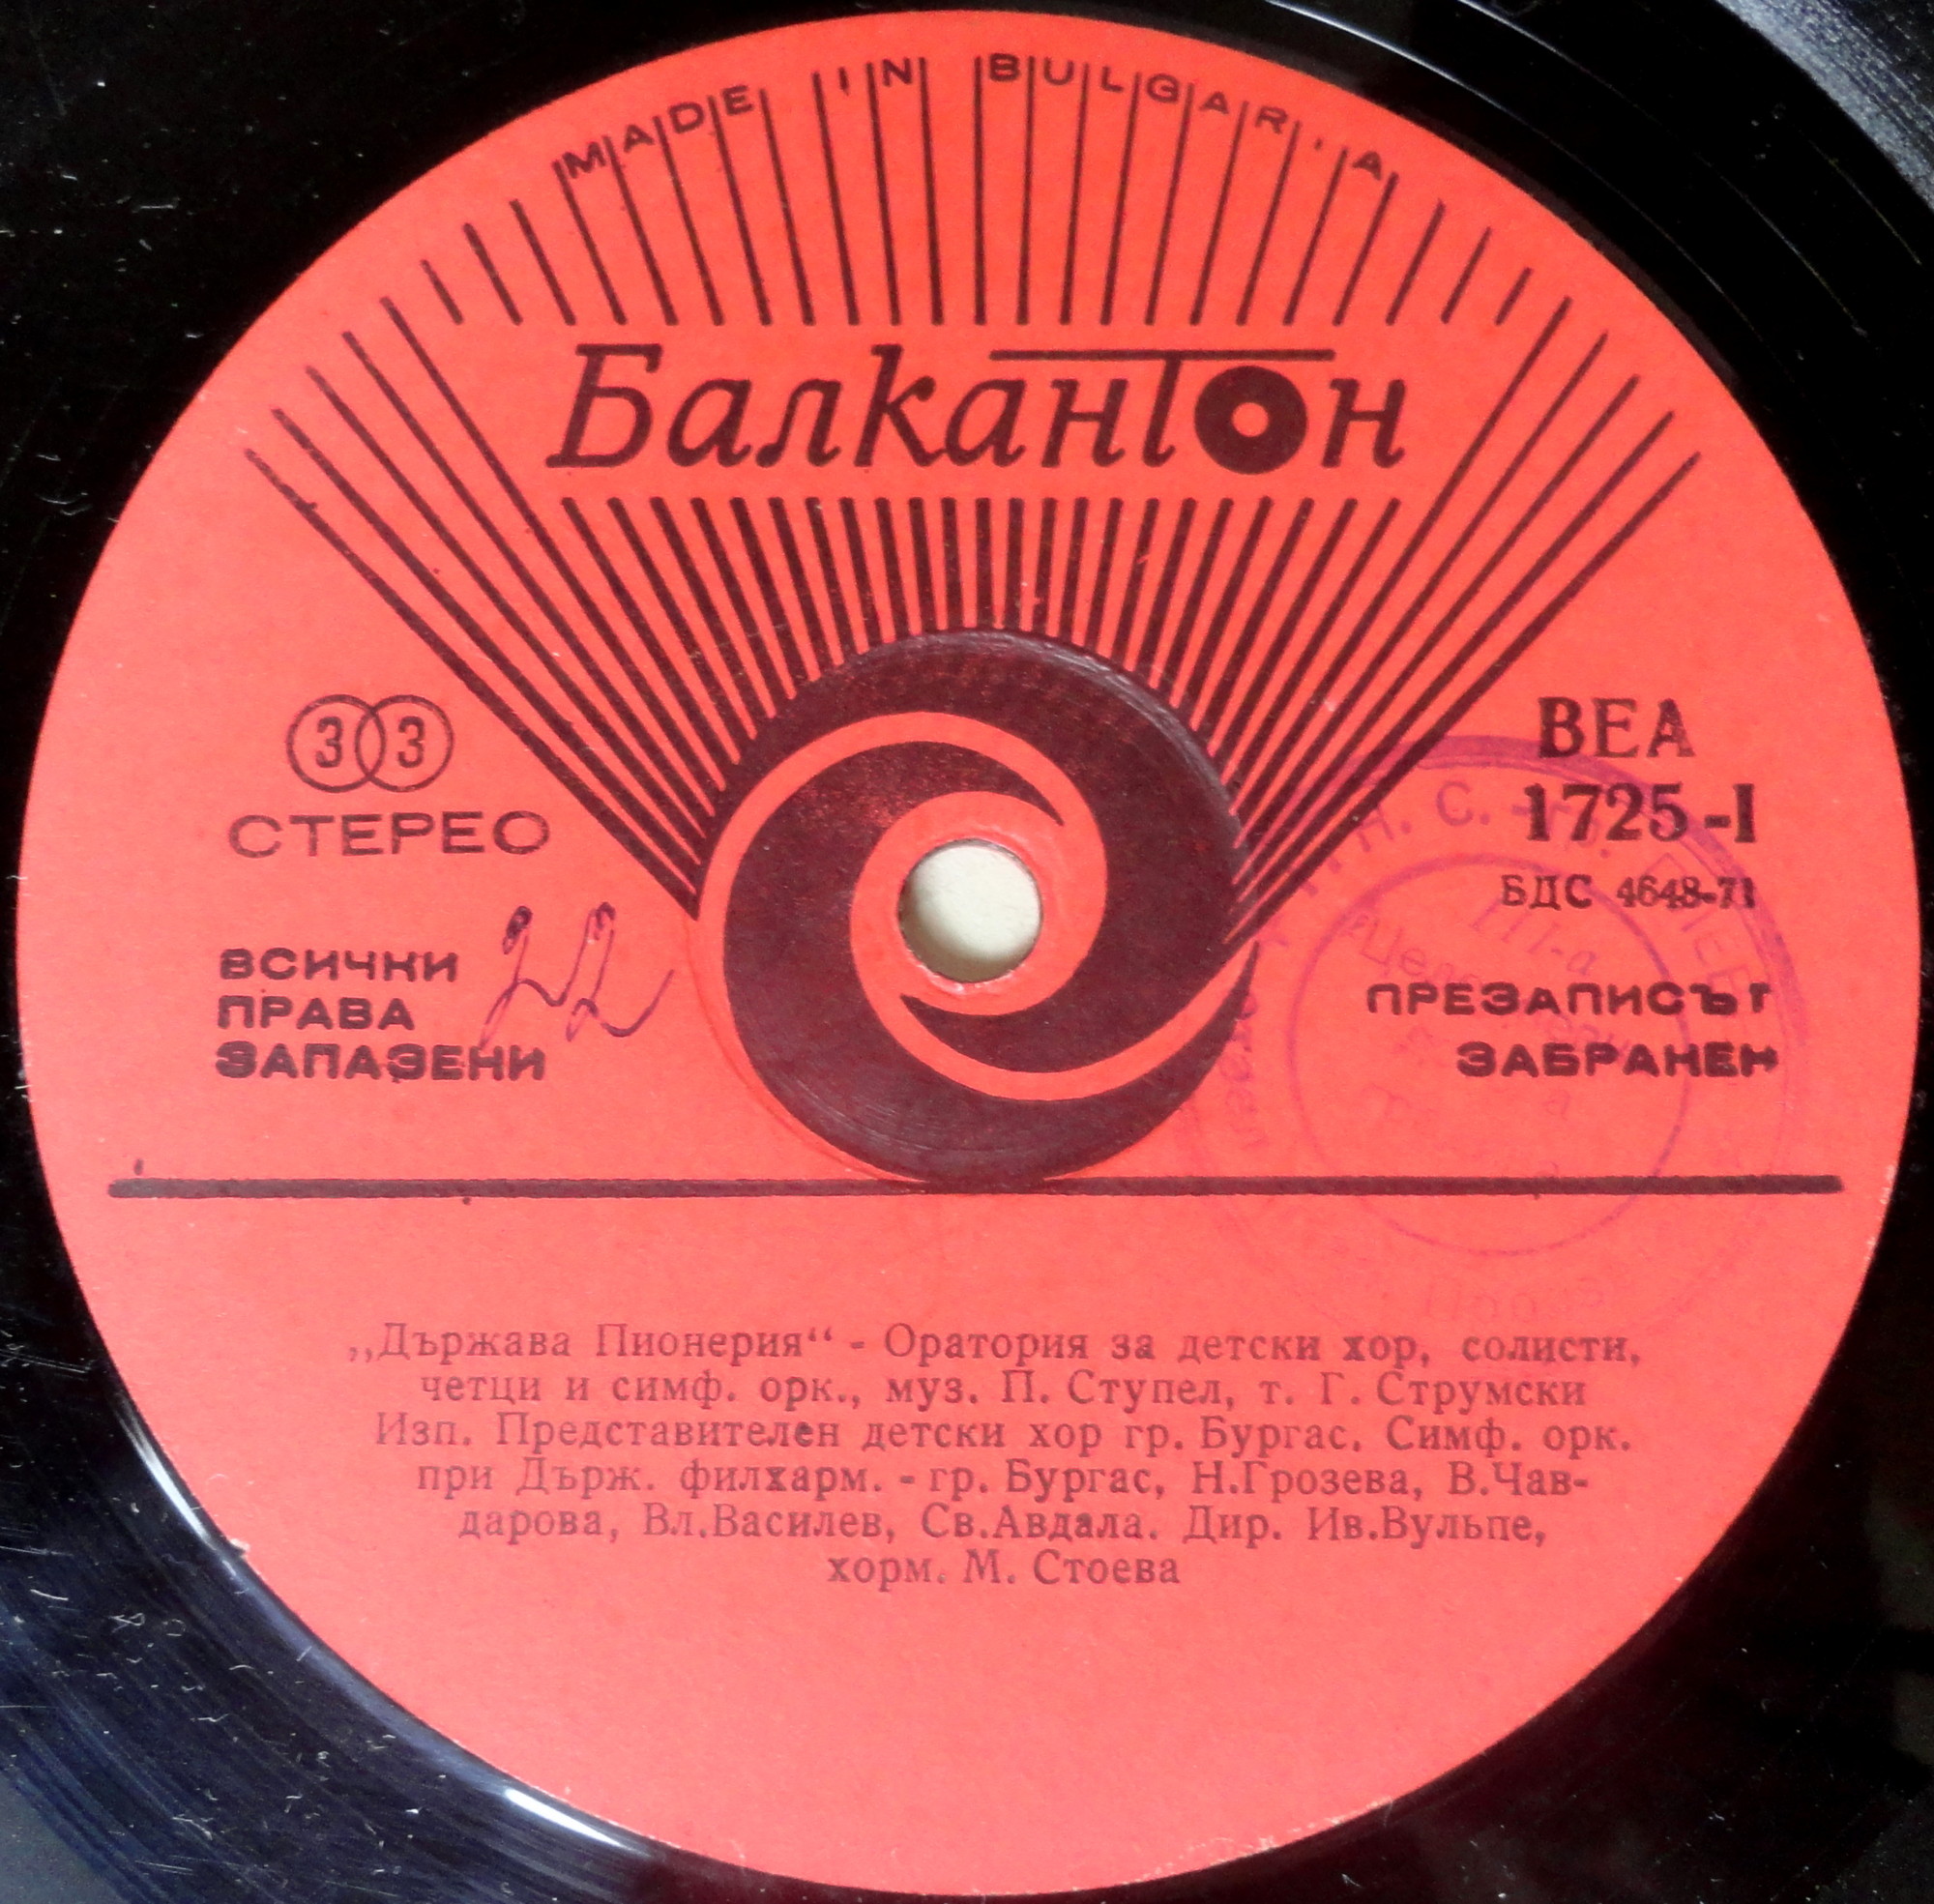 MADE IN BULGARIA
Балкантон
33
СТЕРЕО
ВЕА
1725-I
БДС 4648-71
22
ВСИЧКИ
ПРАВА
ЗАПАЗЕНИ
ПРЕЗАПИСЪТ
ЗАБРАНЕН
„Държава Пионерия“ - Оратория за детски хор, солисти,
четци и симф. орк., муз. П. Ступел, т. Г. Струмски
Изп. Представителен детски хор гр. Бургас. Симф. орк.
при Държ. филхарм. - гр. Бургас, Н.Грозева, В.Чав-
дарова, Вл.Василев, Св.Авдала. Дир. Ив.Вульпе,
хорм. М. Стоева